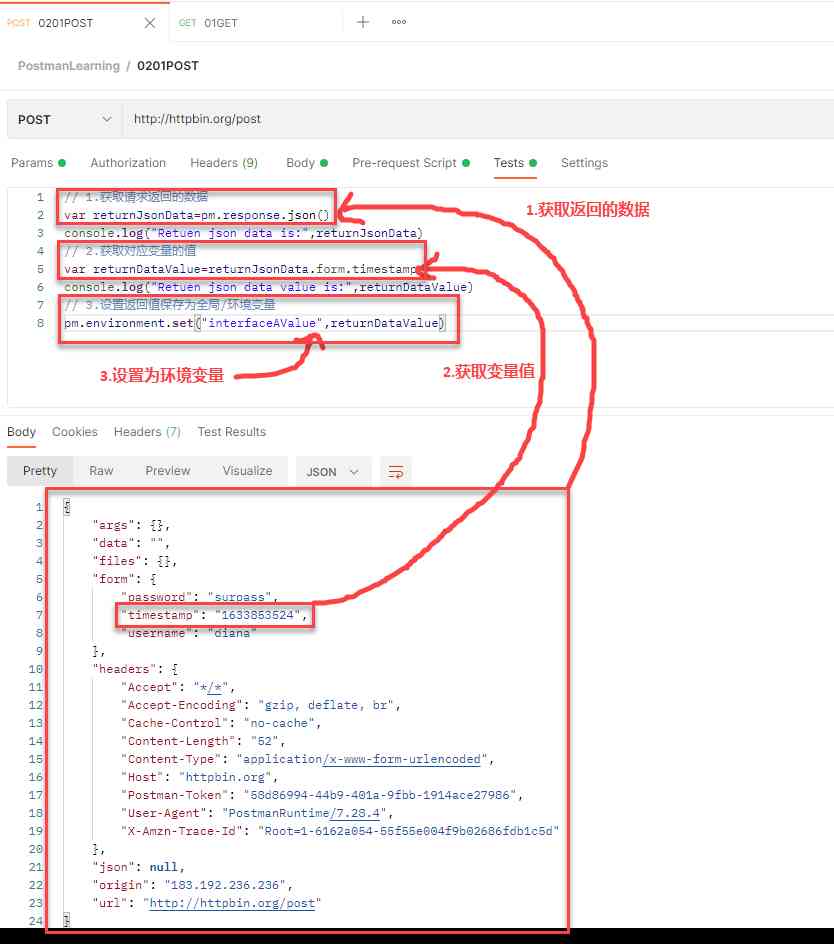 POST 0201POST GET 01GET
PostmanLearning / 0201POST
POST http://httpbin.org/post
Params Authorization Headers (9) Body Pre-request Script Tests Settings
1 // 1.获取请求返回的数据
2 var returnJsonData=pm.response.json()
1.获取返回的数据
3 console.log("Retuen json data is:",returnJsonData)
4 // 2.获取对应变量的值
5 var returnDataValue=returnJsonData.form.timestamp
6 console.log("Retuen json data value is:",returnDataValue)
7 // 3.设置返回值保存为全局/环境变量
8 pm.environment.set("interfaceAValue",returnDataValue)
3.设置为环境变量
2.获取变量值
Body Cookies Headers (7) Test Results
Pretty Raw Preview Visualize JSON
1 {
2 "args": {},
3 "data": "",
4 "files": {},
5 "form": {
6 "password": "surpass",
7 "timestamp": "1633853524",
8 "username": "diana"
9 },
10 "headers": {
11 "Accept": "*/*",
12 "Accept-Encoding": "gzip, deflate, br",
13 "Cache-Control": "no-cache",
14 "Content-Length": "52",
15 "Content-Type": "application/x-www-form-urlencoded",
16 "Host": "httpbin.org",
17 "Postman-Token": "58d86994-44b9-401a-9fbb-1914ace27986",
18 "User-Agent": "PostmanRuntime/7.28.4",
19 "X-Amzn-Trace-Id": "Root=1-6162a054-55f55e004f9b02686fdb1c5d"
20 },
21 "json": null,
22 "origin": "183.192.236.236",
23 "url": "http://httpbin.org/post"
24 }